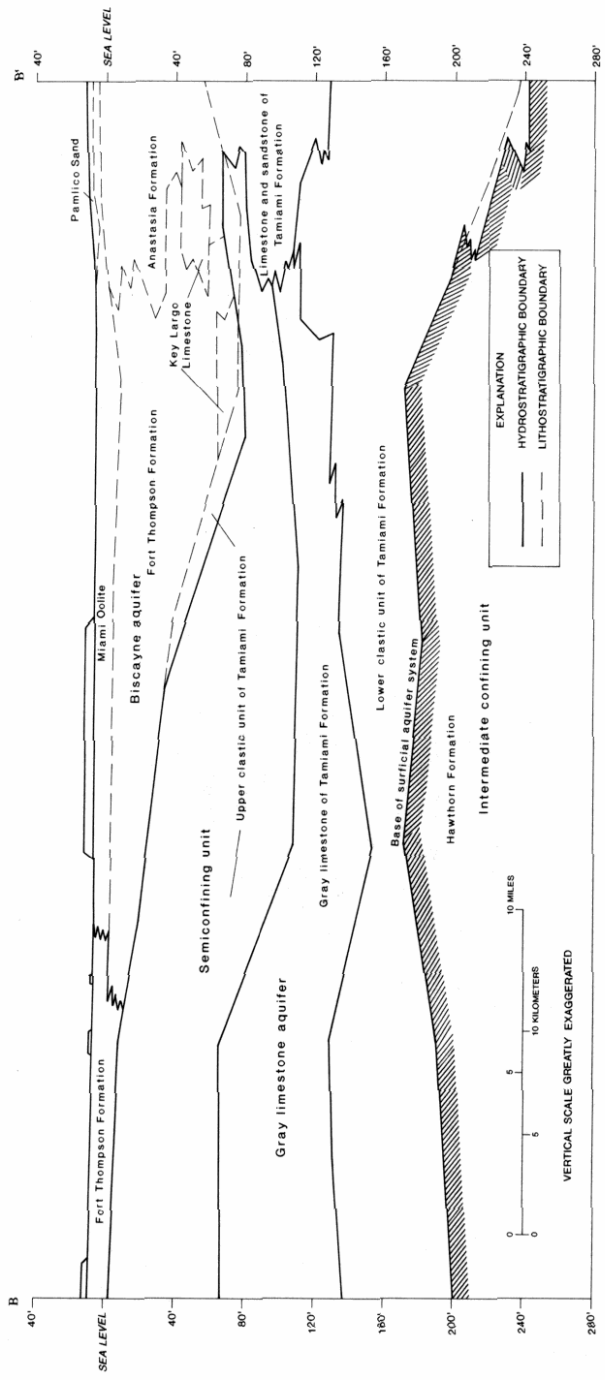 B
B'
40'
SEA LEVEL
40'
80'
120'
160'
200'
240'
280'
40'
SEA LEVEL
40'
80'
120'
160'
200'
240'
280'
Pamlico Sand
Miami Oolite
Fort Thompson Formation
Biscayne aquifer
Fort Thompson Formation
Anastasia Formation
Key Largo
Limestone
Limestone and sandstone of
Tamiami Formation
Semiconfining unit
Upper clastic unit of Tamiami Formation
Gray limestone aquifer
Gray limestone of Tamiami Formation
Lower clastic unit of Tamiami Formation
Base of surficial aquifer system
Hawthorn Formation
Intermediate confining unit
EXPLANATION
HYDROSTRATIGRAPHIC BOUNDARY
LITHOSTRATIGRAPHIC BOUNDARY
0 5 10 MILES
0 5 10 KILOMETERS
VERTICAL SCALE GREATLY EXAGGERATED